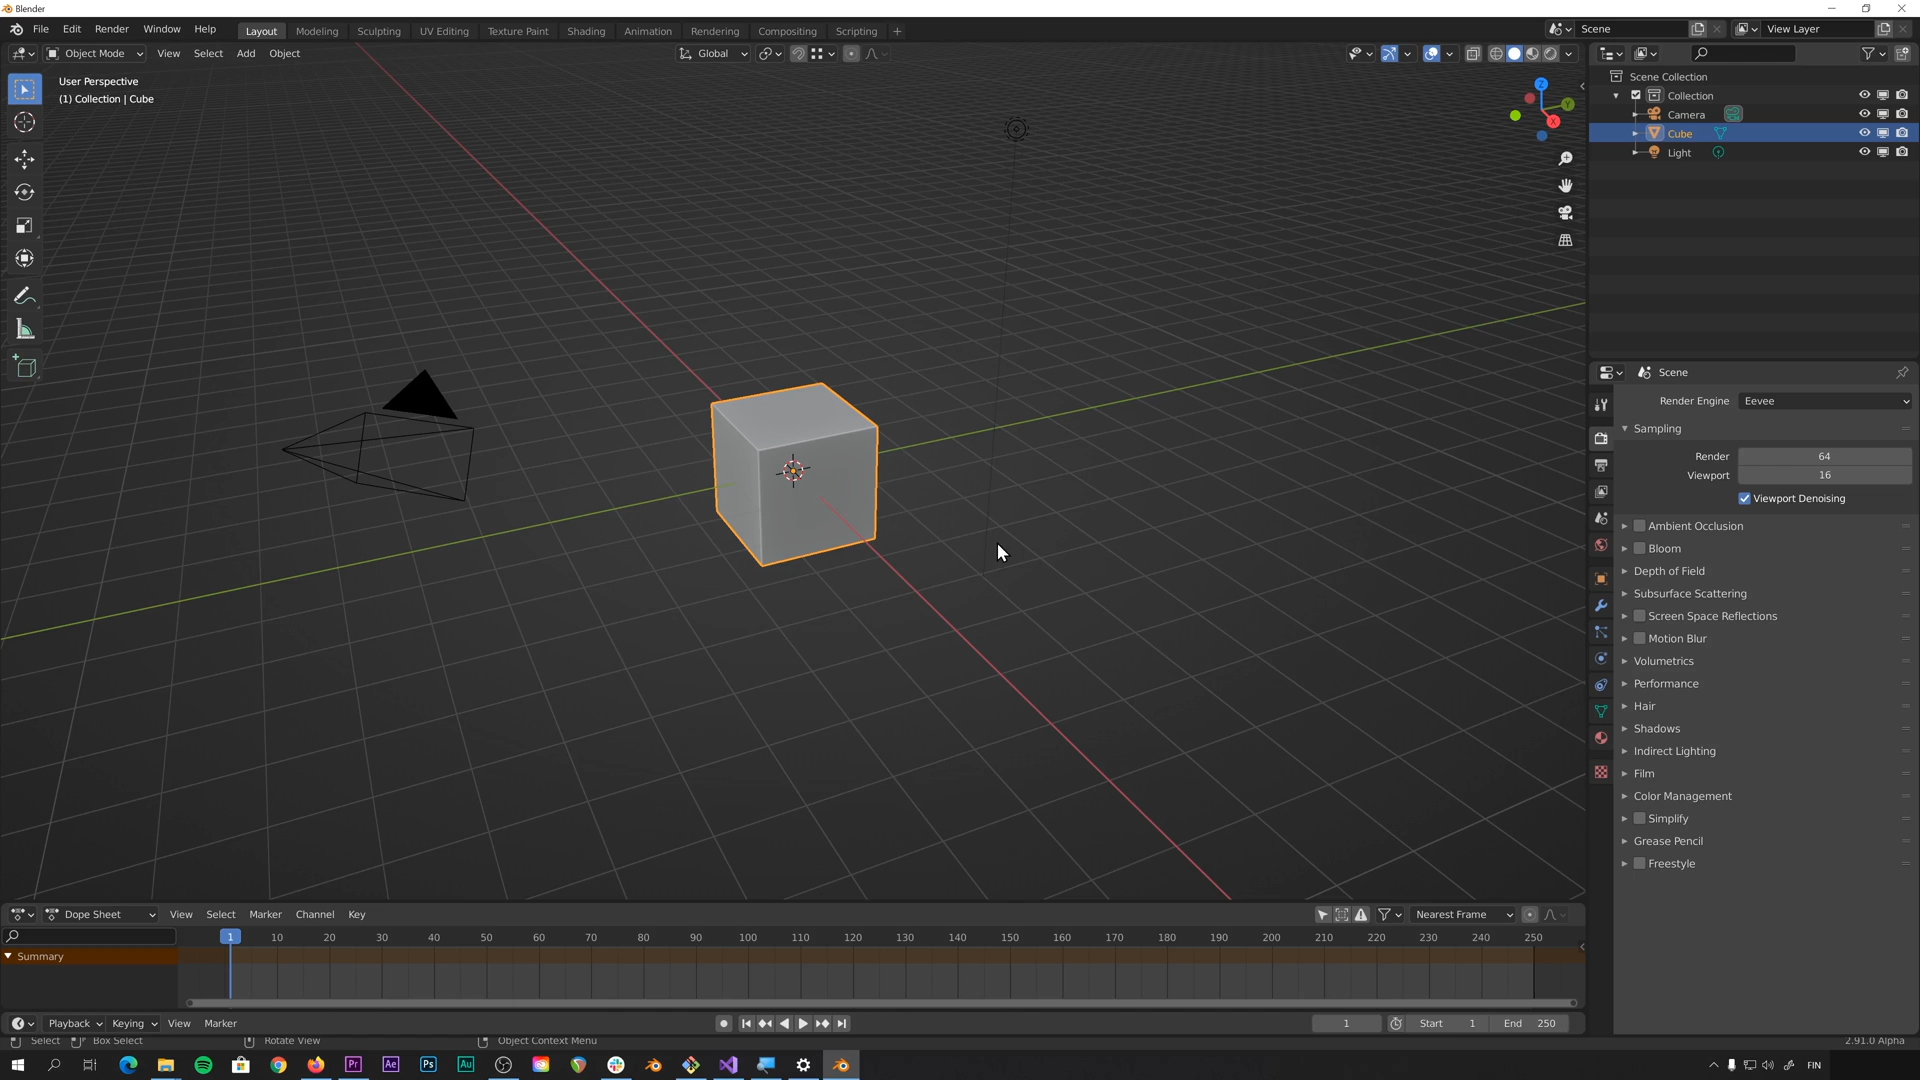 Blender
File Edit Render Window Help Layout Modeling Sculpting UV Editing Texture Paint Shading Animation Rendering Compositing Scripting + Scene View Layer
Object Mode View Select Add Object Global
User Perspective
(1) Collection | Cube
Z
Y
X
Scene Collection
Collection
Camera
Cube
Light
Scene
Render Engine Eevee
Sampling
Render 64
Viewport 16
Viewport Denoising
Ambient Occlusion
Bloom
Depth of Field
Subsurface Scattering
Screen Space Reflections
Motion Blur
Volumetrics
Performance
Hair
Shadows
Indirect Lighting
Film
Color Management
Simplify
Grease Pencil
Freestyle
Dope Sheet View Select Marker Channel Key Nearest Frame
1 10 20 30 40 50 60 70 80 90 100 110 120 130 140 150 160 170 180 190 200 210 220 230 240 250
Summary
Playback Keying View Marker 1 Start 1 End 250
Select Box Select Rotate View Object Context Menu 2.91.0 Alpha
Pr Ae Ps Au FIN